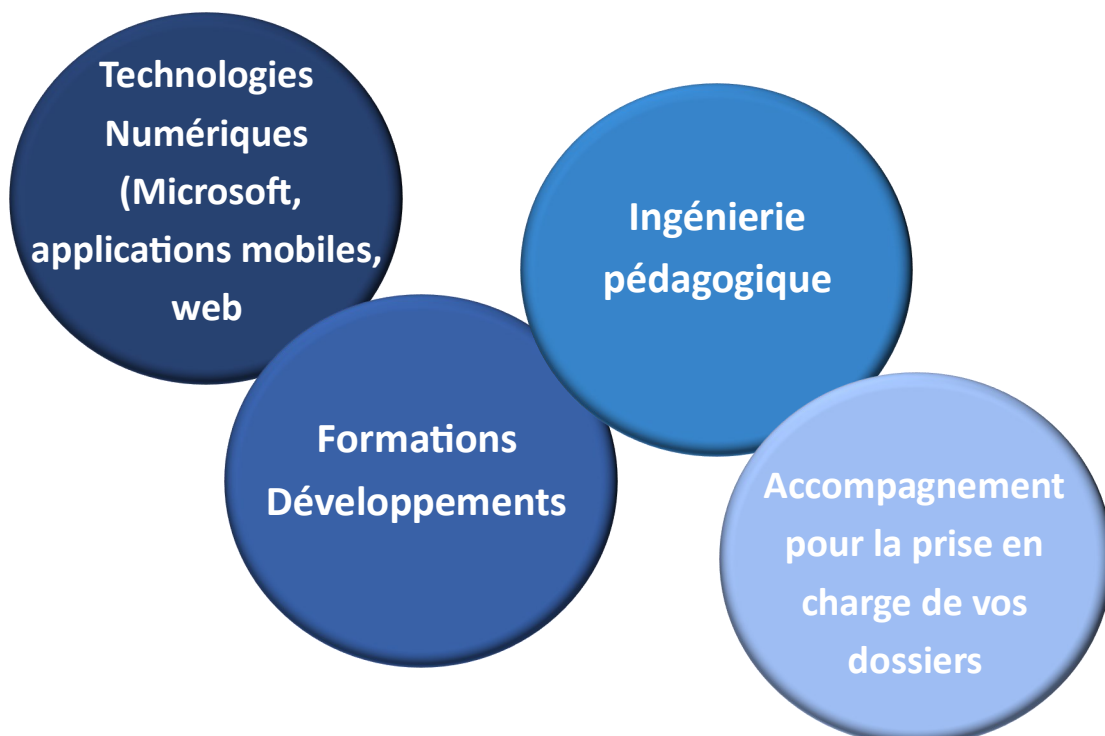 Technologies
Numériques
(Microsoft,
applications mobiles,
web
Ingénierie
pédagogique
Formations
Développements
Accompagnement
pour la prise en
charge de vos
dossiers